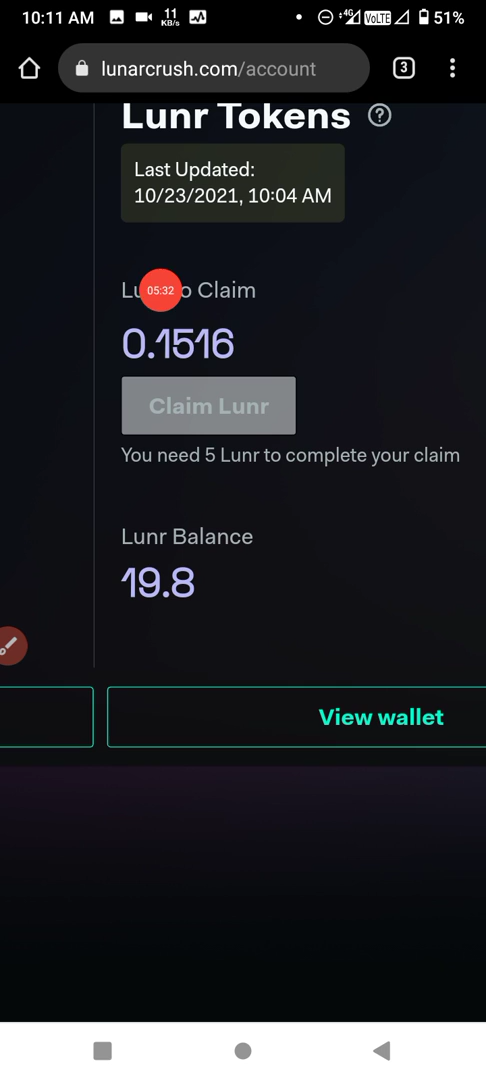 10:11 AM 11 KB/s 4G VoLTE 51%
lunarcrush.com/account 3
Lunr Tokens ?
Last Updated:
10/23/2021, 10:04 AM
Lu 05:32 o Claim
0.1516
Claim Lunr
You need 5 Lunr to complete your claim
Lunr Balance
19.8
View wallet